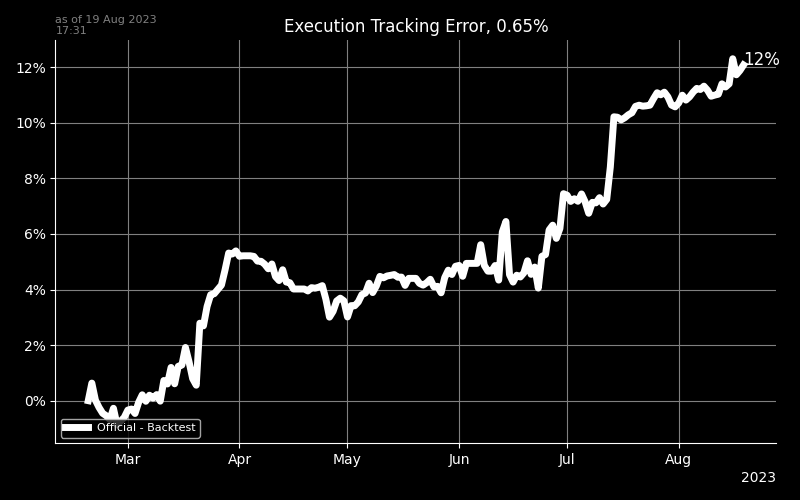 as of 19 Aug 2023
17:31
Execution Tracking Error, 0.65%
12%
12%
10%
8%
6%
4%
2%
0%
Official - Backtest
Mar Apr May Jun Jul Aug
2023